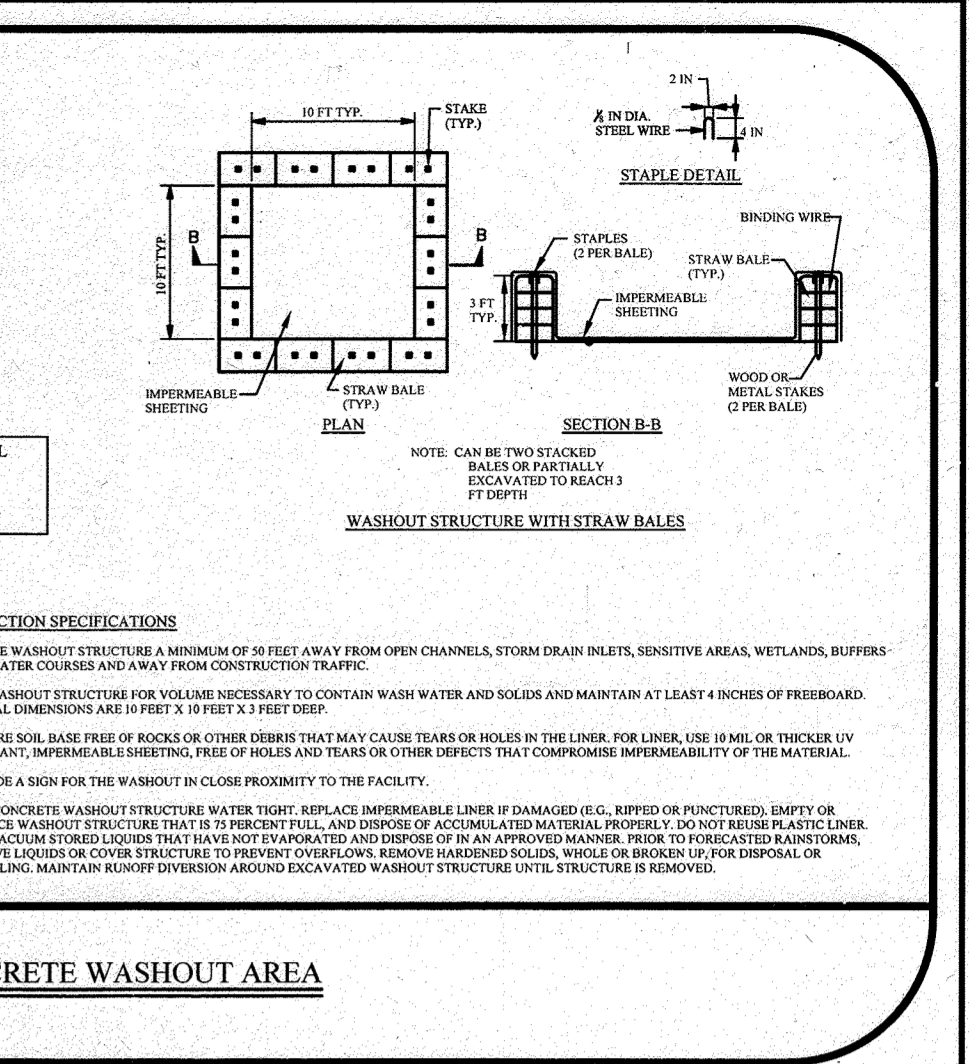 2 IN
10 FT TYP.
STAKE
(TYP.)
IN DIA.
STEEL WIRE
4 IN
STAPLE DETAIL
10 FT TYP.
B
B
BINDING WIRE
STAPLES
(2 PER BALE)
STRAW BALE
(TYP.)
3 FT
TYP.
IMPERMEABLE
SHEETING
WOOD OR
METAL STAKES
(2 PER BALE)
IMPERMEABLE
SHEETING
STRAW BALE
(TYP.)
PLAN
SECTION B-B
L
NOTE: CAN BE TWO STACKED
BALES OR PARTIALLY
EXCAVATED TO REACH 3
FT DEPTH
WASHOUT STRUCTURE WITH STRAW BALES
CTION SPECIFICATIONS
E WASHOUT STRUCTURE A MINIMUM OF 50 FEET AWAY FROM OPEN CHANNELS, STORM DRAIN INLETS, SENSITIVE AREAS, WETLANDS, BUFFERS
ATER COURSES AND AWAY FROM CONSTRUCTION TRAFFIC.
ASHOUT STRUCTURE FOR VOLUME NECESSARY TO CONTAIN WASH WATER AND SOLIDS AND MAINTAIN AT LEAST 4 INCHES OF FREEBOARD.
AL DIMENSIONS ARE 10 FEET X 10 FEET X 3 FEET DEEP.
RE SOIL BASE FREE OF ROCKS OR OTHER DEBRIS THAT MAY CAUSE TEARS OR HOLES IN THE LINER. FOR LINER, USE 10 MIL OR THICKER UV
ANT, IMPERMEABLE SHEETING, FREE OF HOLES AND TEARS OR OTHER DEFECTS THAT COMPROMISE IMPERMEABILITY OF THE MATERIAL.
DE A SIGN FOR THE WASHOUT IN CLOSE PROXIMITY TO THE FACILITY.
ONCRETE WASHOUT STRUCTURE WATER TIGHT. REPLACE IMPERMEABLE LINER IF DAMAGED (E.G., RIPPED OR PUNCTURED). EMPTY OR
CE WASHOUT STRUCTURE THAT IS 75 PERCENT FULL, AND DISPOSE OF ACCUMULATED MATERIAL PROPERLY. DO NOT REUSE PLASTIC LINER.
ACUUM STORED LIQUIDS THAT HAVE NOT EVAPORATED AND DISPOSE OF IN AN APPROVED MANNER. PRIOR TO FORECASTED RAINSTORMS,
VE LIQUIDS OR COVER STRUCTURE TO PREVENT OVERFLOWS. REMOVE HARDENED SOLIDS, WHOLE OR BROKEN UP, FOR DISPOSAL OR
LING. MAINTAIN RUNOFF DIVERSION AROUND EXCAVATED WASHOUT STRUCTURE UNTIL STRUCTURE IS REMOVED.
CRETE WASHOUT AREA